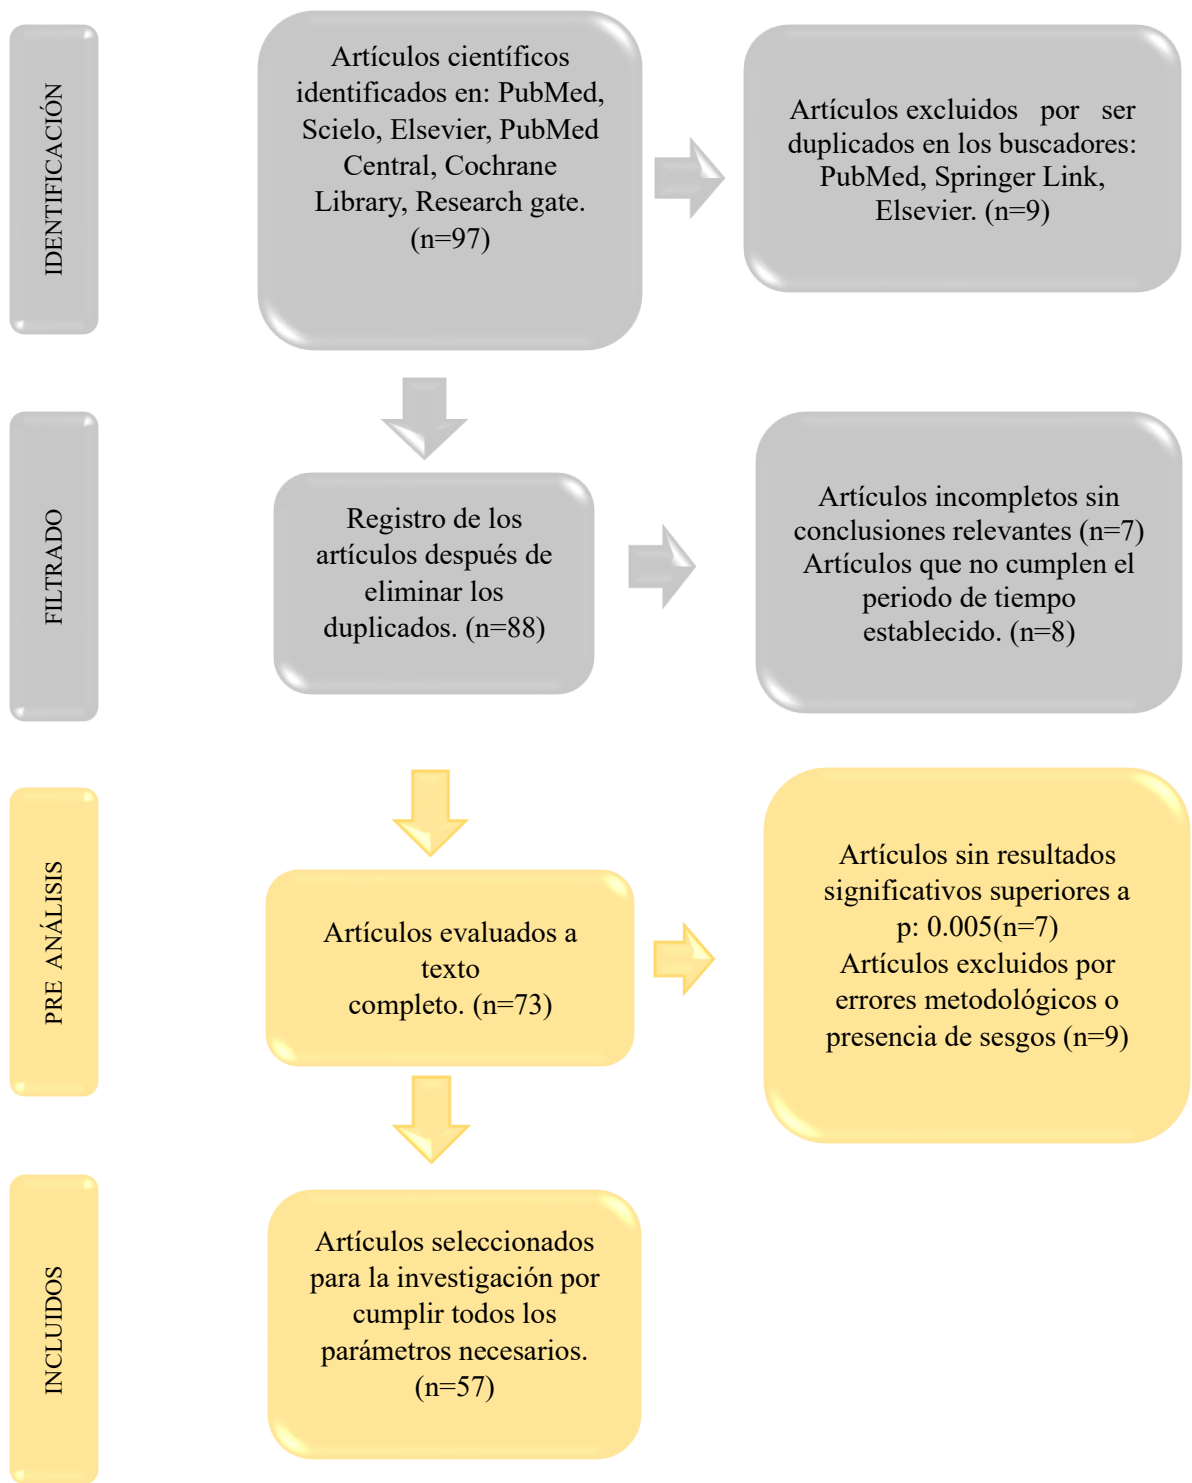 IDENTIFICACIÓN
Artículos científicos
identificados en: PubMed,
Scielo, Elsevier, PubMed
Central, Cochrane
Library, Research gate.
(n=97)
Artículos excluidos por ser
duplicados en los buscadores:
PubMed, Springer Link,
Elsevier. (n=9)
FILTRADO
Registro de los
artículos después de
eliminar los
duplicados. (n=88)
Artículos incompletos sin
conclusiones relevantes (n=7)
Artículos que no cumplen el
periodo de tiempo
establecido. (n=8)
PRE ANÁLISIS
Artículos evaluados a
texto
completo. (n=73)
Artículos sin resultados
significativos superiores a
p: 0.005(n=7)
Artículos excluidos por
errores metodológicos o
presencia de sesgos (n=9)
INCLUIDOS
Artículos seleccionados
para la investigación por
cumplir todos los
parámetros necesarios.
(n=57)